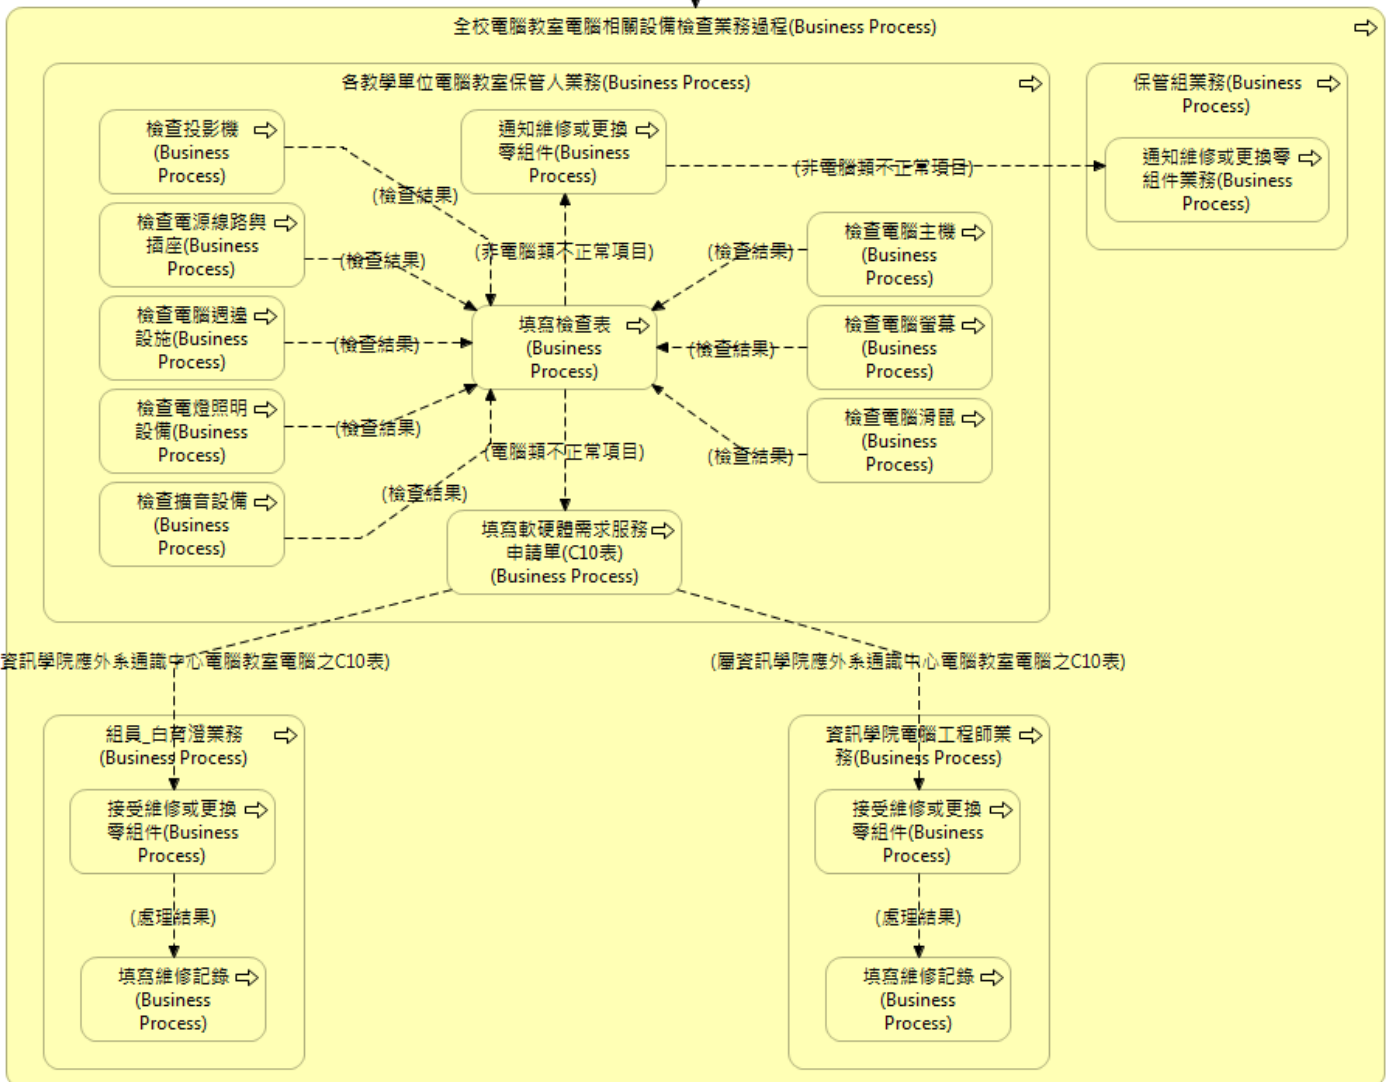 全校電腦教室電腦相關設備檢查業務過程(Business Process)
各教學單位電腦教室保管人業務(Business Process)
保管組業務(Business
Process)
檢查投影機
(Business
Process)
通知維修或更換
零組件(Business
Process)
(非電腦類不正常項目)
通知維修或更換零
組件業務(Business
Process)
(檢查結果)
檢查電源線路與
插座(Business
Process)
(檢查結果)
(非電腦類不正常項目)
(檢查結果)
檢查電腦主機
(Business
Process)
檢查電腦週邊
設施(Business
Process)
(檢查結果)
填寫檢查表
(Business
Process)
(檢查結果)
檢查電腦螢幕
(Business
Process)
檢查電燈照明
設備(Business
Process)
(檢查結果)
(電腦類不正常項目)
(檢查結果)
檢查電腦滑鼠
(Business
Process)
檢查擴音設備
(Business
Process)
(檢查結果)
填寫軟硬體需求服務
申請單(C10表)
(Business Process)
資訊學院應外系通識中心電腦教室電腦之C10表)
(屬資訊學院應外系通識中心電腦教室電腦之C10表)
組員_白育澄業務
(Business Process)
接受維修或更換
零組件(Business
Process)
(處理結果)
填寫維修記錄
(Business
Process)
資訊學院電腦工程師業
務(Business Process)
接受維修或更換
零組件(Business
Process)
(處理結果)
填寫維修記錄
(Business
Process)